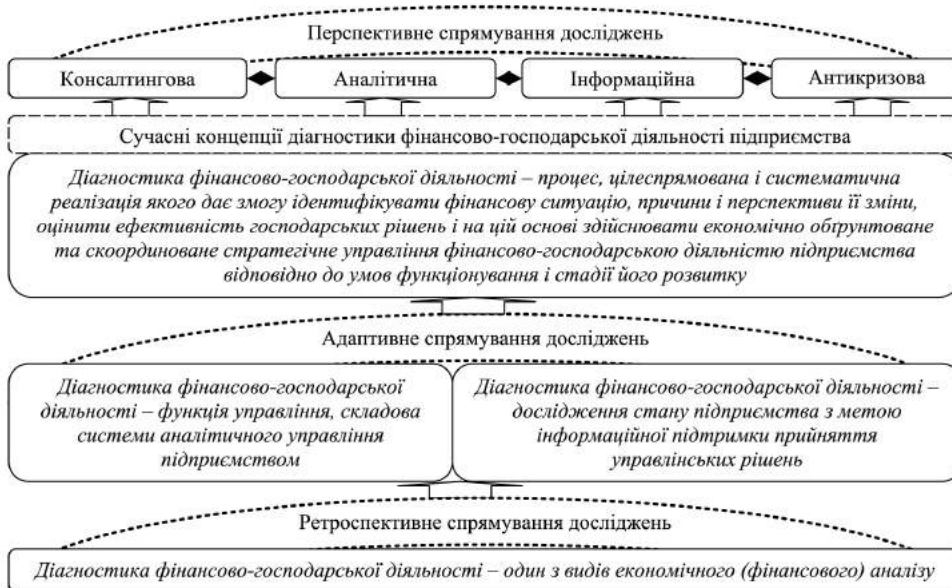 Перспективне спрямування досліджень
Консалтингова
Аналітична
Інформаційна
Антикризова
Сучасні концепції діагностики фінансово-господарської діяльності підприємства
Діагностика фінансово-господарської діяльності – процес, цілеспрямована і систематична
реалізація якого дає змогу ідентифікувати фінансову ситуацію, причини і перспективи її зміни,
оцінити ефективність господарських рішень і на цій основі здійснювати економічно обґрунтоване
та скоординоване стратегічне управління фінансово-господарською діяльністю підприємства
відповідно до умов функціонування і стадії його розвитку
Адаптивне спрямування досліджень
Діагностика фінансово-господарської
діяльності – функція управління, складова
системи аналітичного управління
підприємством
Діагностика фінансово-господарської діяльності –
дослідження стану підприємства з метою
інформаційної підтримки прийняття
управлінських рішень
Ретроспективне спрямування досліджень
Діагностика фінансово-господарської діяльності – один з видів економічного (фінансового) аналізу